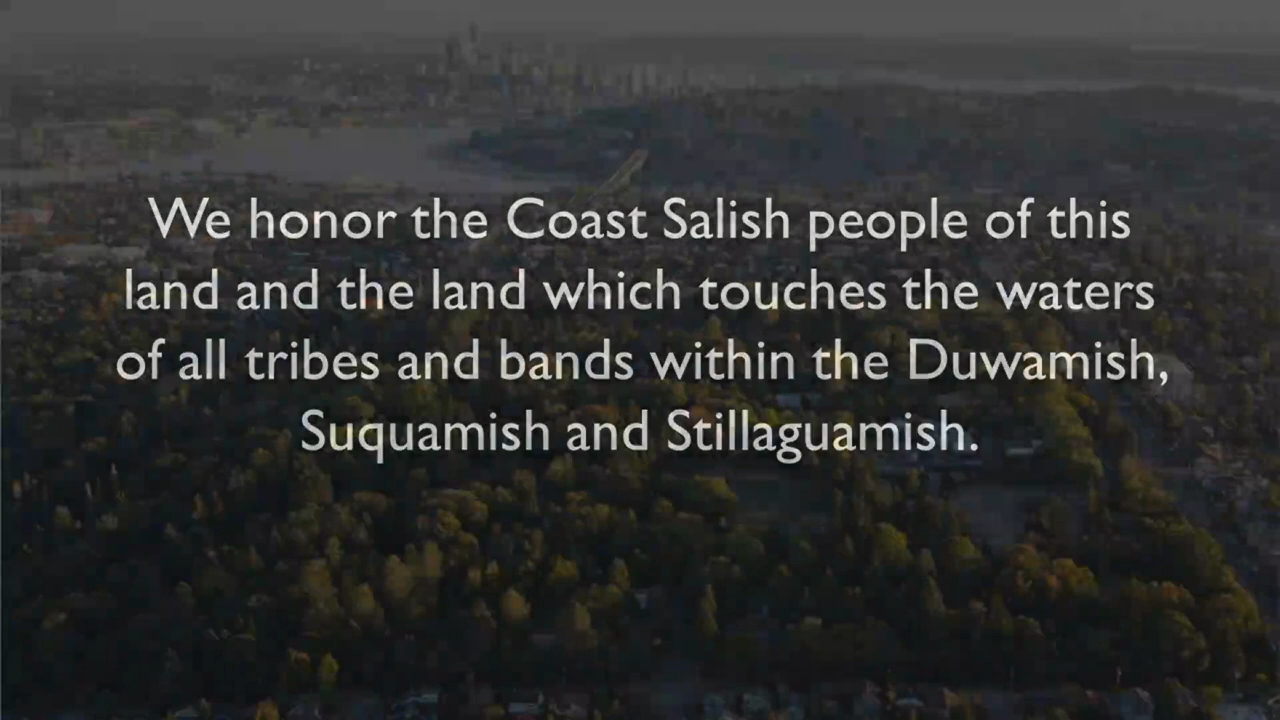 We honor the Coast Salish people of this
land and the land which touches the waters
of all tribes and bands within the Duwamish,
Suquamish and Stillaguamish.